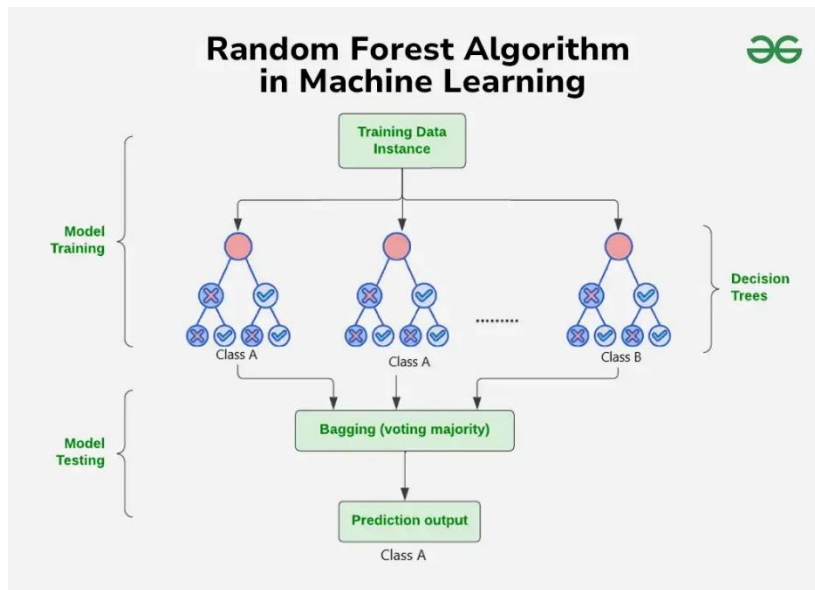 Random Forest Algorithm
in Machine Learning
Training Data
Instance
Model
Training
Decision
Trees
.........
Class A
Class A
Class B
Bagging (voting majority)
Model
Testing
Prediction output
Class A